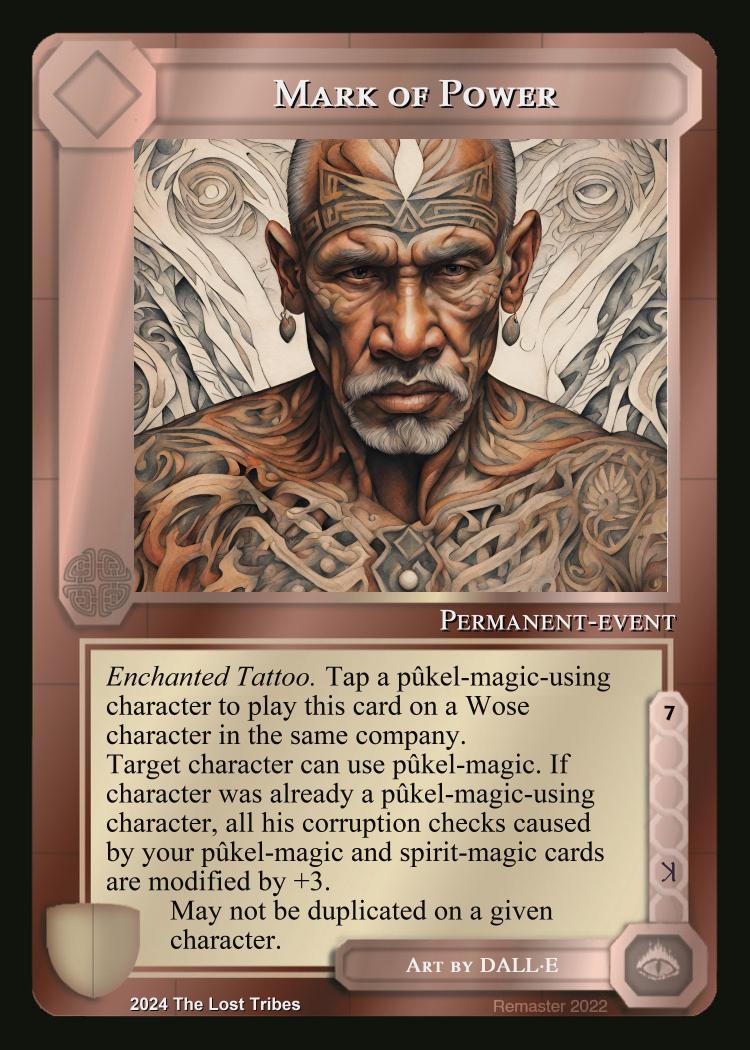 Mark of Power
Permanent-event
Enchanted Tattoo. Tap a pûkel-magic-using
character to play this card on a Wose
character in the same company.
Target character can use pûkel-magic. If
character was already a pûkel-magic-using
character, all his corruption checks caused
by your pûkel-magic and spirit-magic cards
are modified by +3.
May not be duplicated on a given
character.
7
Art by DALL·E
2024 The Lost Tribes
Remaster 2022